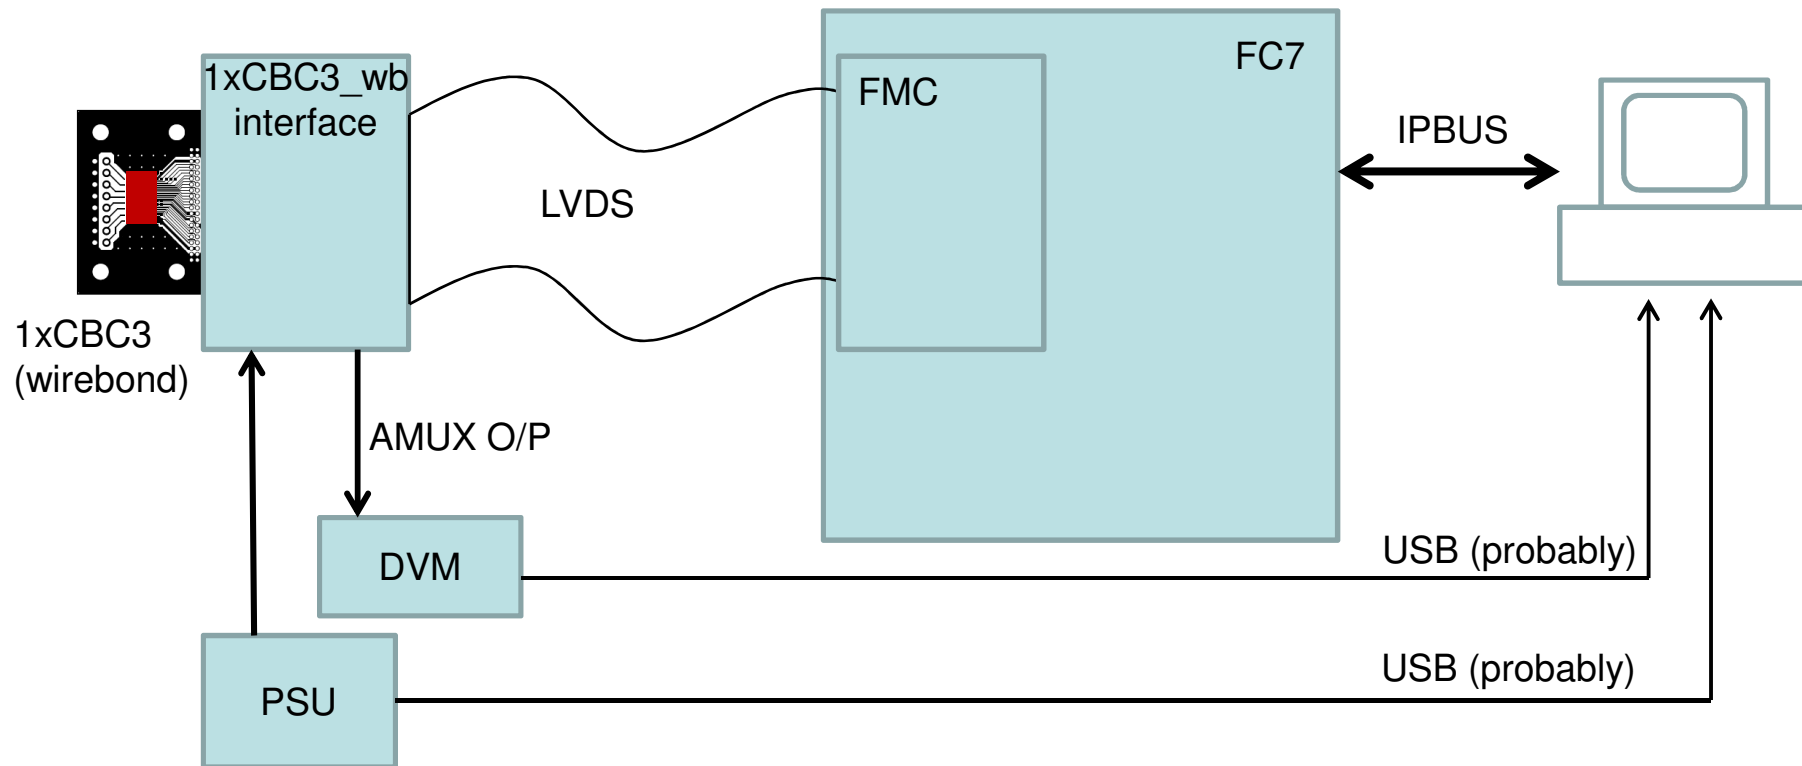 1xCBC3_wb
interface
FC7
FMC
IPBUS
LVDS
1xCBC3
(wirebond)
AMUX O/P
DVM
USB (probably)
PSU
USB (probably)